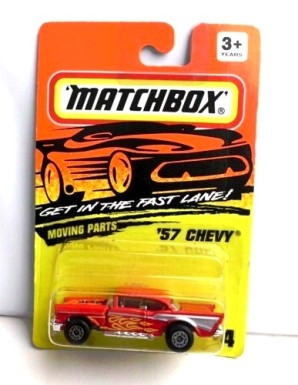 3+
YEARS
'MATCHBOX'®
GET IN THE FAST LANE!
MOVING PARTS
'57 CHEVY®
4